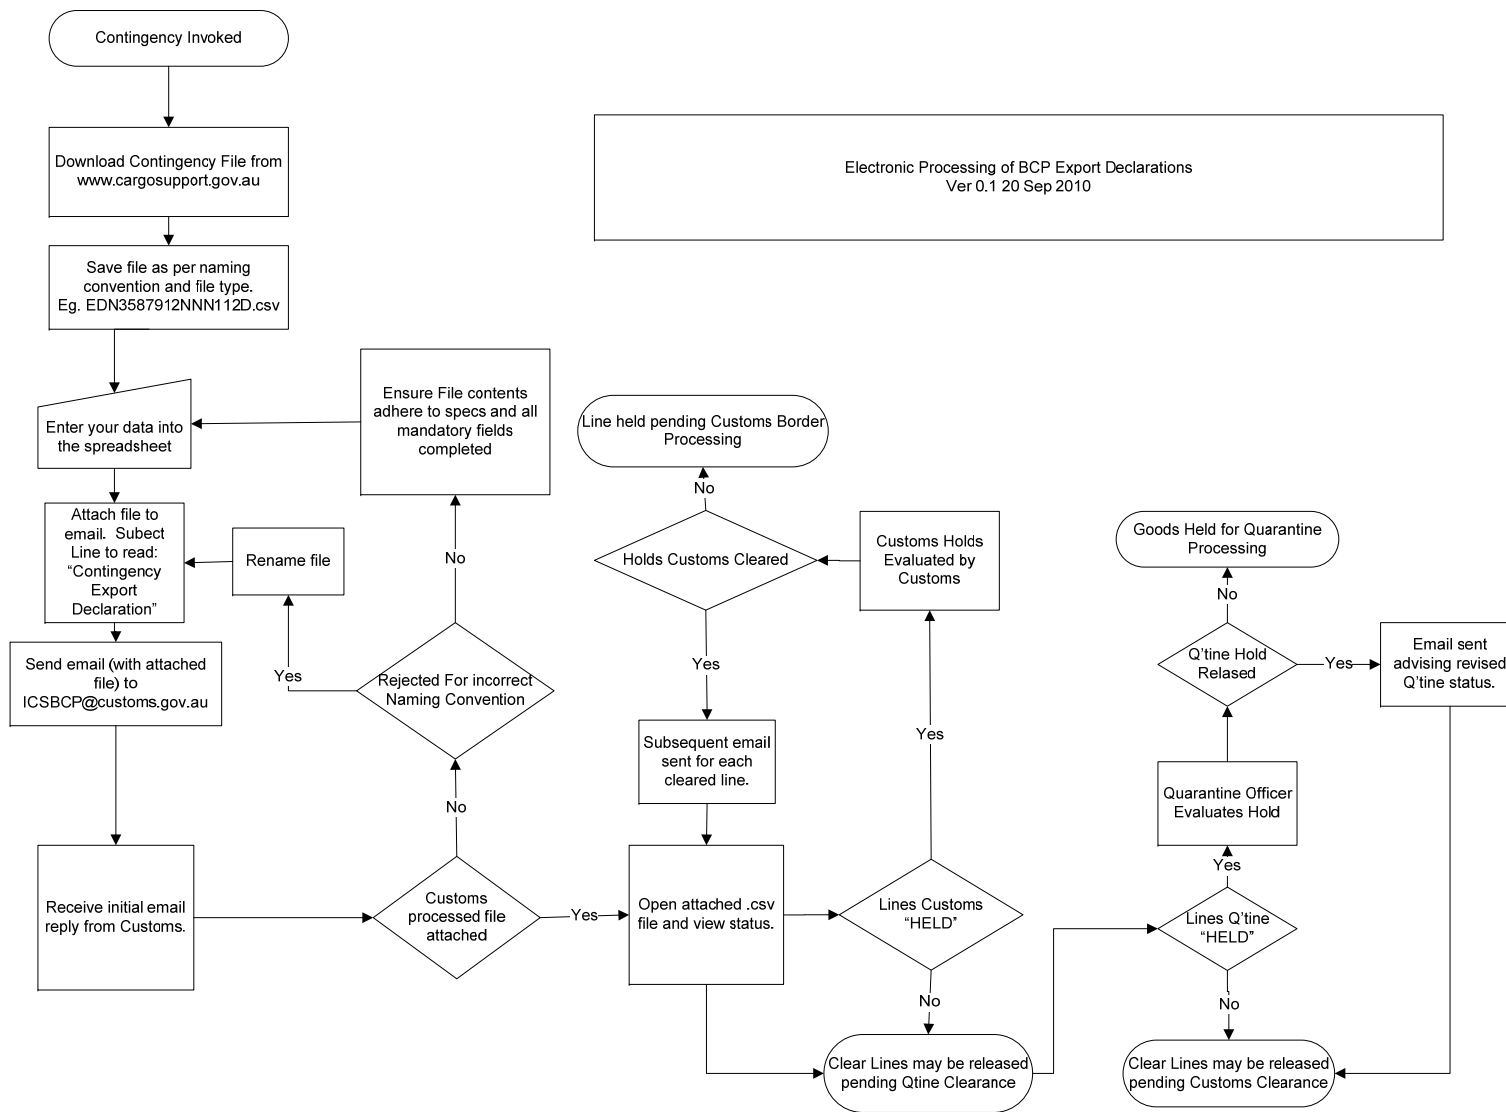 Contingency Invoked
Download Contingency File from
www.cargosupport.gov.au
Electronic Processing of BCP Export Declarations
Ver 0.1 20 Sep 2010
Save file as per naming
convention and file type.
Eg. EDN3587912NNN112D.csv
Enter your data into
the spreadsheet
Ensure File contents
adhere to specs and all
mandatory fields
completed
Attach file to
email. Subect
Line to read:
“Contingency
Export
Declaration”
Rename file
No
Yes
Send email (with attached
file) to
ICSBCP@customs.gov.au
Rejected For incorrect
Naming Convention
No
Receive initial email
reply from Customs.
Customs
processed file
attached
Yes
Line held pending Customs Border
Processing
No
Holds Customs Cleared
Customs Holds
Evaluated by
Customs
Yes
Subsequent email
sent for each
cleared line.
Yes
Open attached .csv
file and view status.
Lines Customs
“HELD”
No
Clear Lines may be released
pending Qtine Clearance
Goods Held for Quarantine
Processing
No
Q’tine Hold
Relased
Yes
Email sent
advising revised
Q’tine status.
Quarantine Officer
Evaluates Hold
Yes
Lines Q’tine
“HELD”
No
Clear Lines may be released
pending Customs Clearance